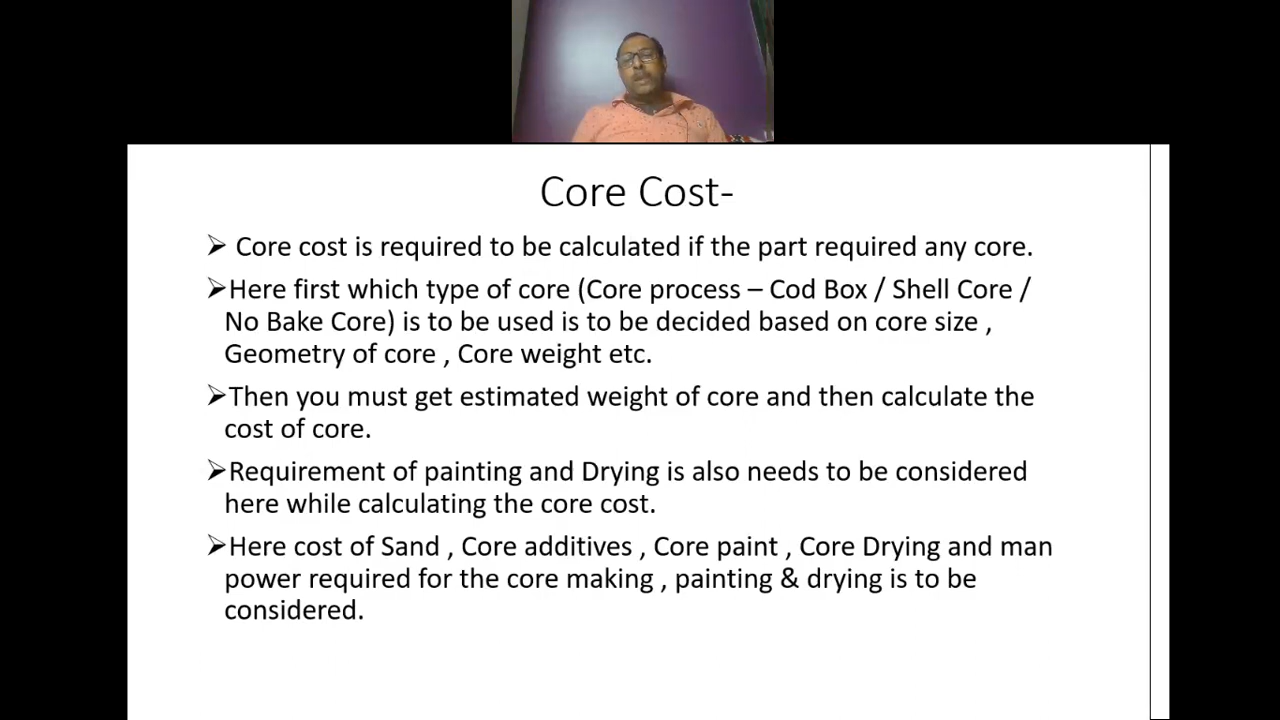 Core Cost-
➢ Core cost is required to be calculated if the part required any core.
➢Here first which type of core (Core process – Cod Box / Shell Core /
No Bake Core) is to be used is to be decided based on core size ,
Geometry of core , Core weight etc.
➢Then you must get estimated weight of core and then calculate the
cost of core.
➢Requirement of painting and Drying is also needs to be considered
here while calculating the core cost.
➢Here cost of Sand , Core additives , Core paint , Core Drying and man
power required for the core making , painting & drying is to be
considered.